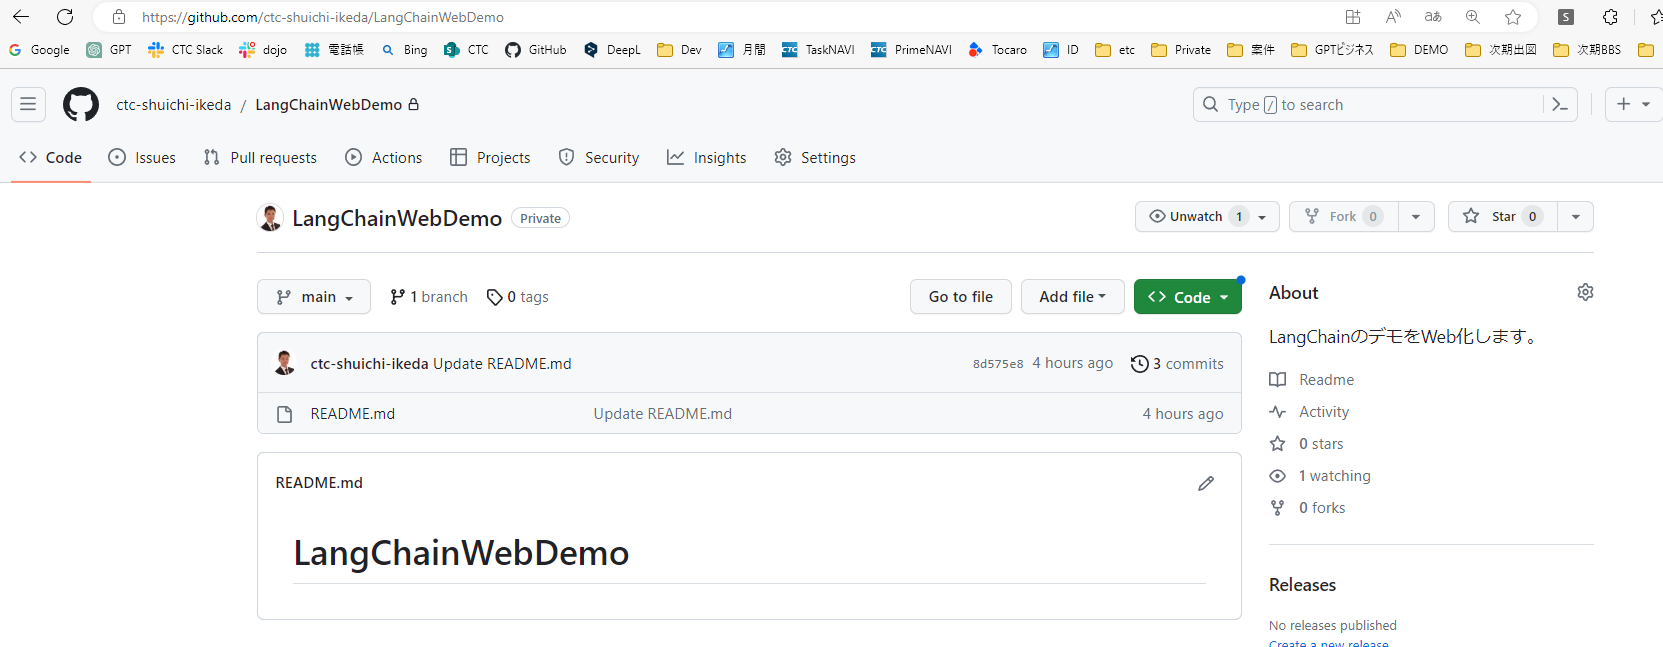 https://github.com/ctc-shuichi-ikeda/LangChainWebDemo
Google GPT CTC Slack dojo 電話帳 Bing CTC GitHub DeepL Dev 月間 TaskNAVI PrimeNAVI Tocaro ID etc Private 案件 GPTビジネス DEMO 次期出図 次期BBS
ctc-shuichi-ikeda / LangChainWebDemo Type / to search
Code Issues Pull requests Actions Projects Security Insights Settings
LangChainWebDemo Private Unwatch 1 Fork 0 Star 0
main 1 branch 0 tags Go to file Add file Code
ctc-shuichi-ikeda Update README.md 8d575e8 4 hours ago 3 commits
README.md Update README.md 4 hours ago
README.md
LangChainWebDemo
About
LangChainのデモをWeb化します。
Readme
Activity
0 stars
1 watching
0 forks
Releases
No releases published
Create a new release